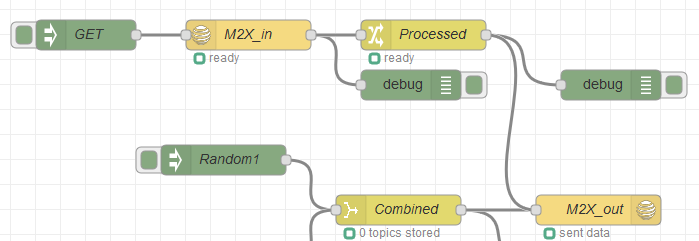 GET
M2X_in
Processed
ready
ready
debug
debug
Random1
Combined
M2X_out
0 topics stored
sent data